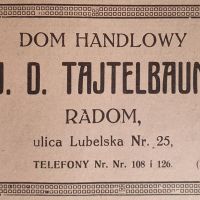 DOM HANDLOWY
J. D. TAJTELBAUM
RADOM,
ulica Lubelska Nr. 25,
TELEFONY Nr. Nr. 108 i 126.
(